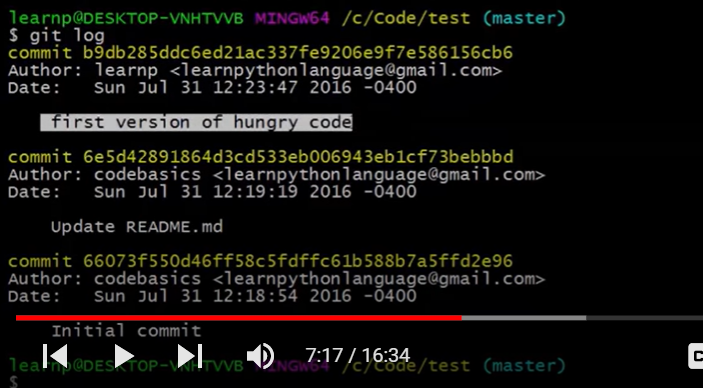 learnp@DESKTOP-VNHTVVB MINGW64 /c/Code/test (master)
$ git log
commit b9db285ddc6ed21ac337fe9206e9f7e586156cb6
Author: learnp <learnpythonlanguage@gmail.com>
Date:   Sun Jul 31 12:23:47 2016 -0400
first version of hungry code
commit 6e5d42891864d3cd533eb006943eb1cf73bebbbd
Author: codebasics <learnpythonlanguage@gmail.com>
Date:   Sun Jul 31 12:19:19 2016 -0400
Update README.md
commit 66073f550d46ff58c5fdffc61b588b7a5ffd2e96
Author: codebasics <learnpythonlanguage@gmail.com>
Date:   Sun Jul 31 12:18:54 2016 -0400
Initial commit
7:17 / 16:34
learnp@DESKTOP-VNHTVVB MINGW64 /c/Code/test (master)
$